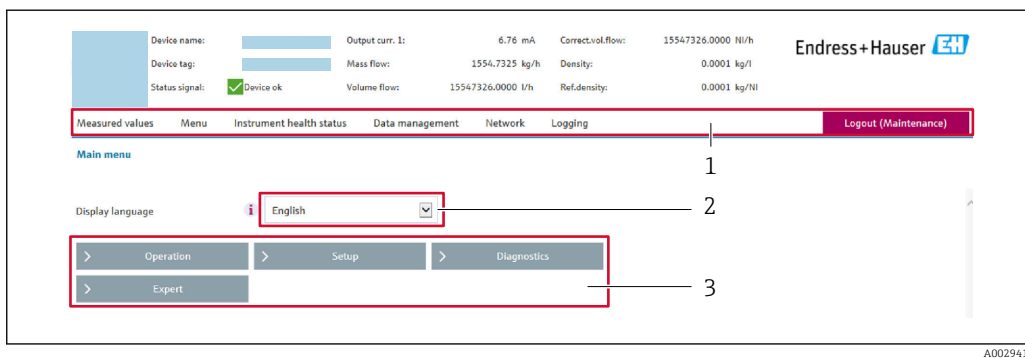 Device name: Output curr. 1: 6.76 mA Correct.vol.flow: 15547326.0000 Nl/h
Device tag: Mass flow: 1554.7325 kg/h Density: 0.0001 kg/l
Status signal: Device ok Volume flow: 15547326.0000 l/h Ref.density: 0.0001 kg/Nl
Endress+Hauser EH
Measured values Menu Instrument health status Data management Network Logging Logout (Maintenance)
1
Main menu
Display language i English 2
> Operation > Setup > Diagnostics
> Expert 3
A002941